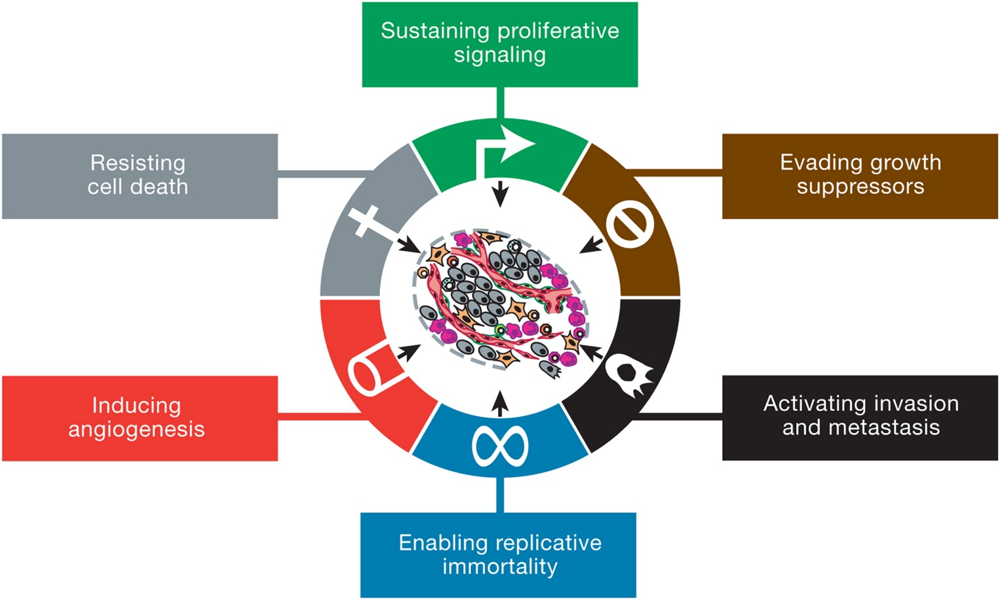 Sustaining proliferative
signaling
Resisting
cell death
Evading growth
suppressors
Inducing
angiogenesis
Activating invasion
and metastasis
Enabling replicative
immortality